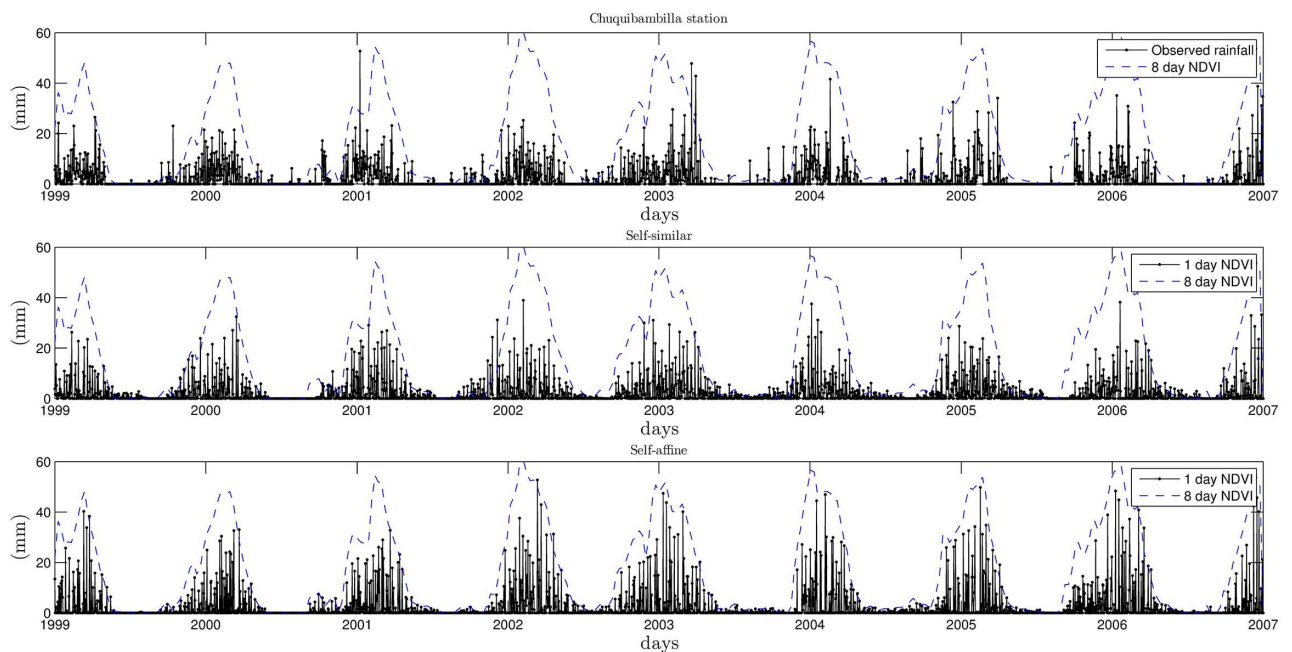 Chuquibambilla station
60
40
20
0
(mm)
Observed rainfall
8 day NDVI
1999 2000 2001 2002 2003 2004 2005 2006 2007
days
Self-similar
60
40
20
0
(mm)
1 day NDVI
8 day NDVI
1999 2000 2001 2002 2003 2004 2005 2006 2007
days
Self-affine
60
40
20
0
(mm)
1 day NDVI
8 day NDVI
1999 2000 2001 2002 2003 2004 2005 2006 2007
days